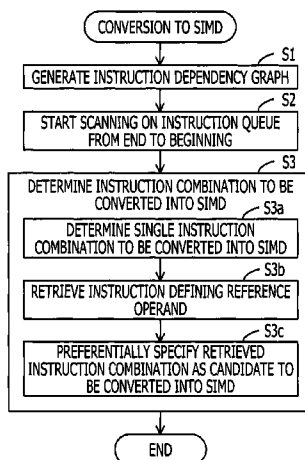 CONVERSION TO SIMD
S1
GENERATE INSTRUCTION DEPENDENCY GRAPH
S2
START SCANNING ON INSTRUCTION QUEUE
FROM END TO BEGINNING
S3
DETERMINE INSTRUCTION COMBINATION TO BE
CONVERTED INTO SIMD
S3a
DETERMINE SINGLE INSTRUCTION
COMBINATION TO BE CONVERTED INTO SIMD
S3b
RETRIEVE INSTRUCTION DEFINING REFERENCE
OPERAND
S3c
PREFERENTIALLY SPECIFY RETRIEVED
INSTRUCTION COMBINATION AS CANDIDATE TO
BE CONVERTED INTO SIMD
END